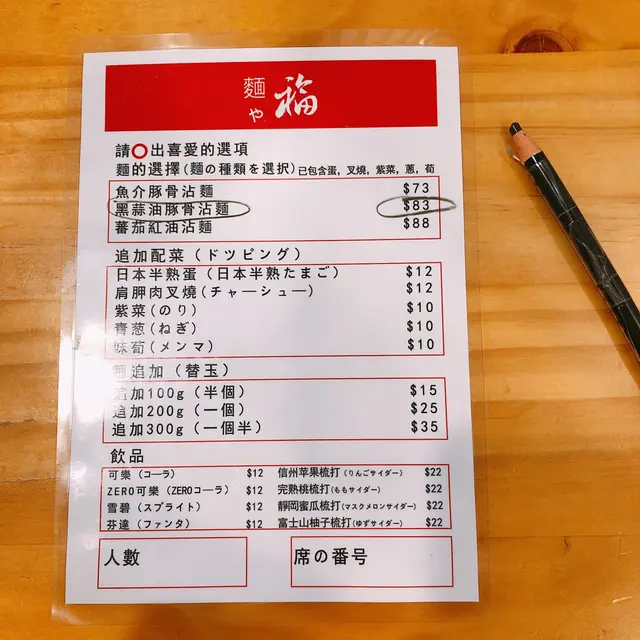 麵や 福
請⭕出喜愛的選項
麵的選擇(麵の種類を選択)已包含蛋,叉燒,紫菜,蔥,荀
魚介豚骨沾麵 $73
黑蒜油豚骨沾麵 $83
蕃茄紅油沾麵 $88
追加配菜(ドツピング)
日本半熟蛋(日本半熟たまご) $12
肩胛肉叉燒(チャーシュー) $12
紫菜(のり) $10
青葱(ねぎ) $10
味荀(メンマ) $10
追加(替玉)
追加100g(半個) $15
追加200g(一個) $25
追加300g(一個半) $35
飲品
可樂(コーラ) $12 信州苹果梳打(りんごサイダー) $22
ZERO可樂(ZEROコーラ) $12 完熟桃梳打(ももサイダー) $22
雪碧(スプライト) $12 靜岡蜜瓜梳打(マスクメロンサイダー) $22
芬達(ファンタ) $12 富士山柚子梳打(ゆずサイダー) $22
人數 席の番号